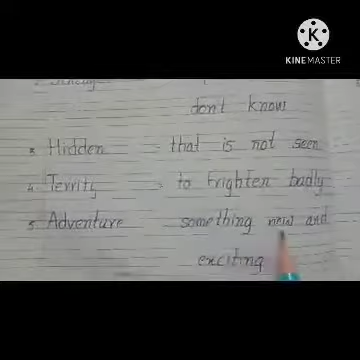 KINEMASTER
don't know
3. Hidden = that is not seen
4. Terrify = to frighten badly
5. Adventure something new and
exciting